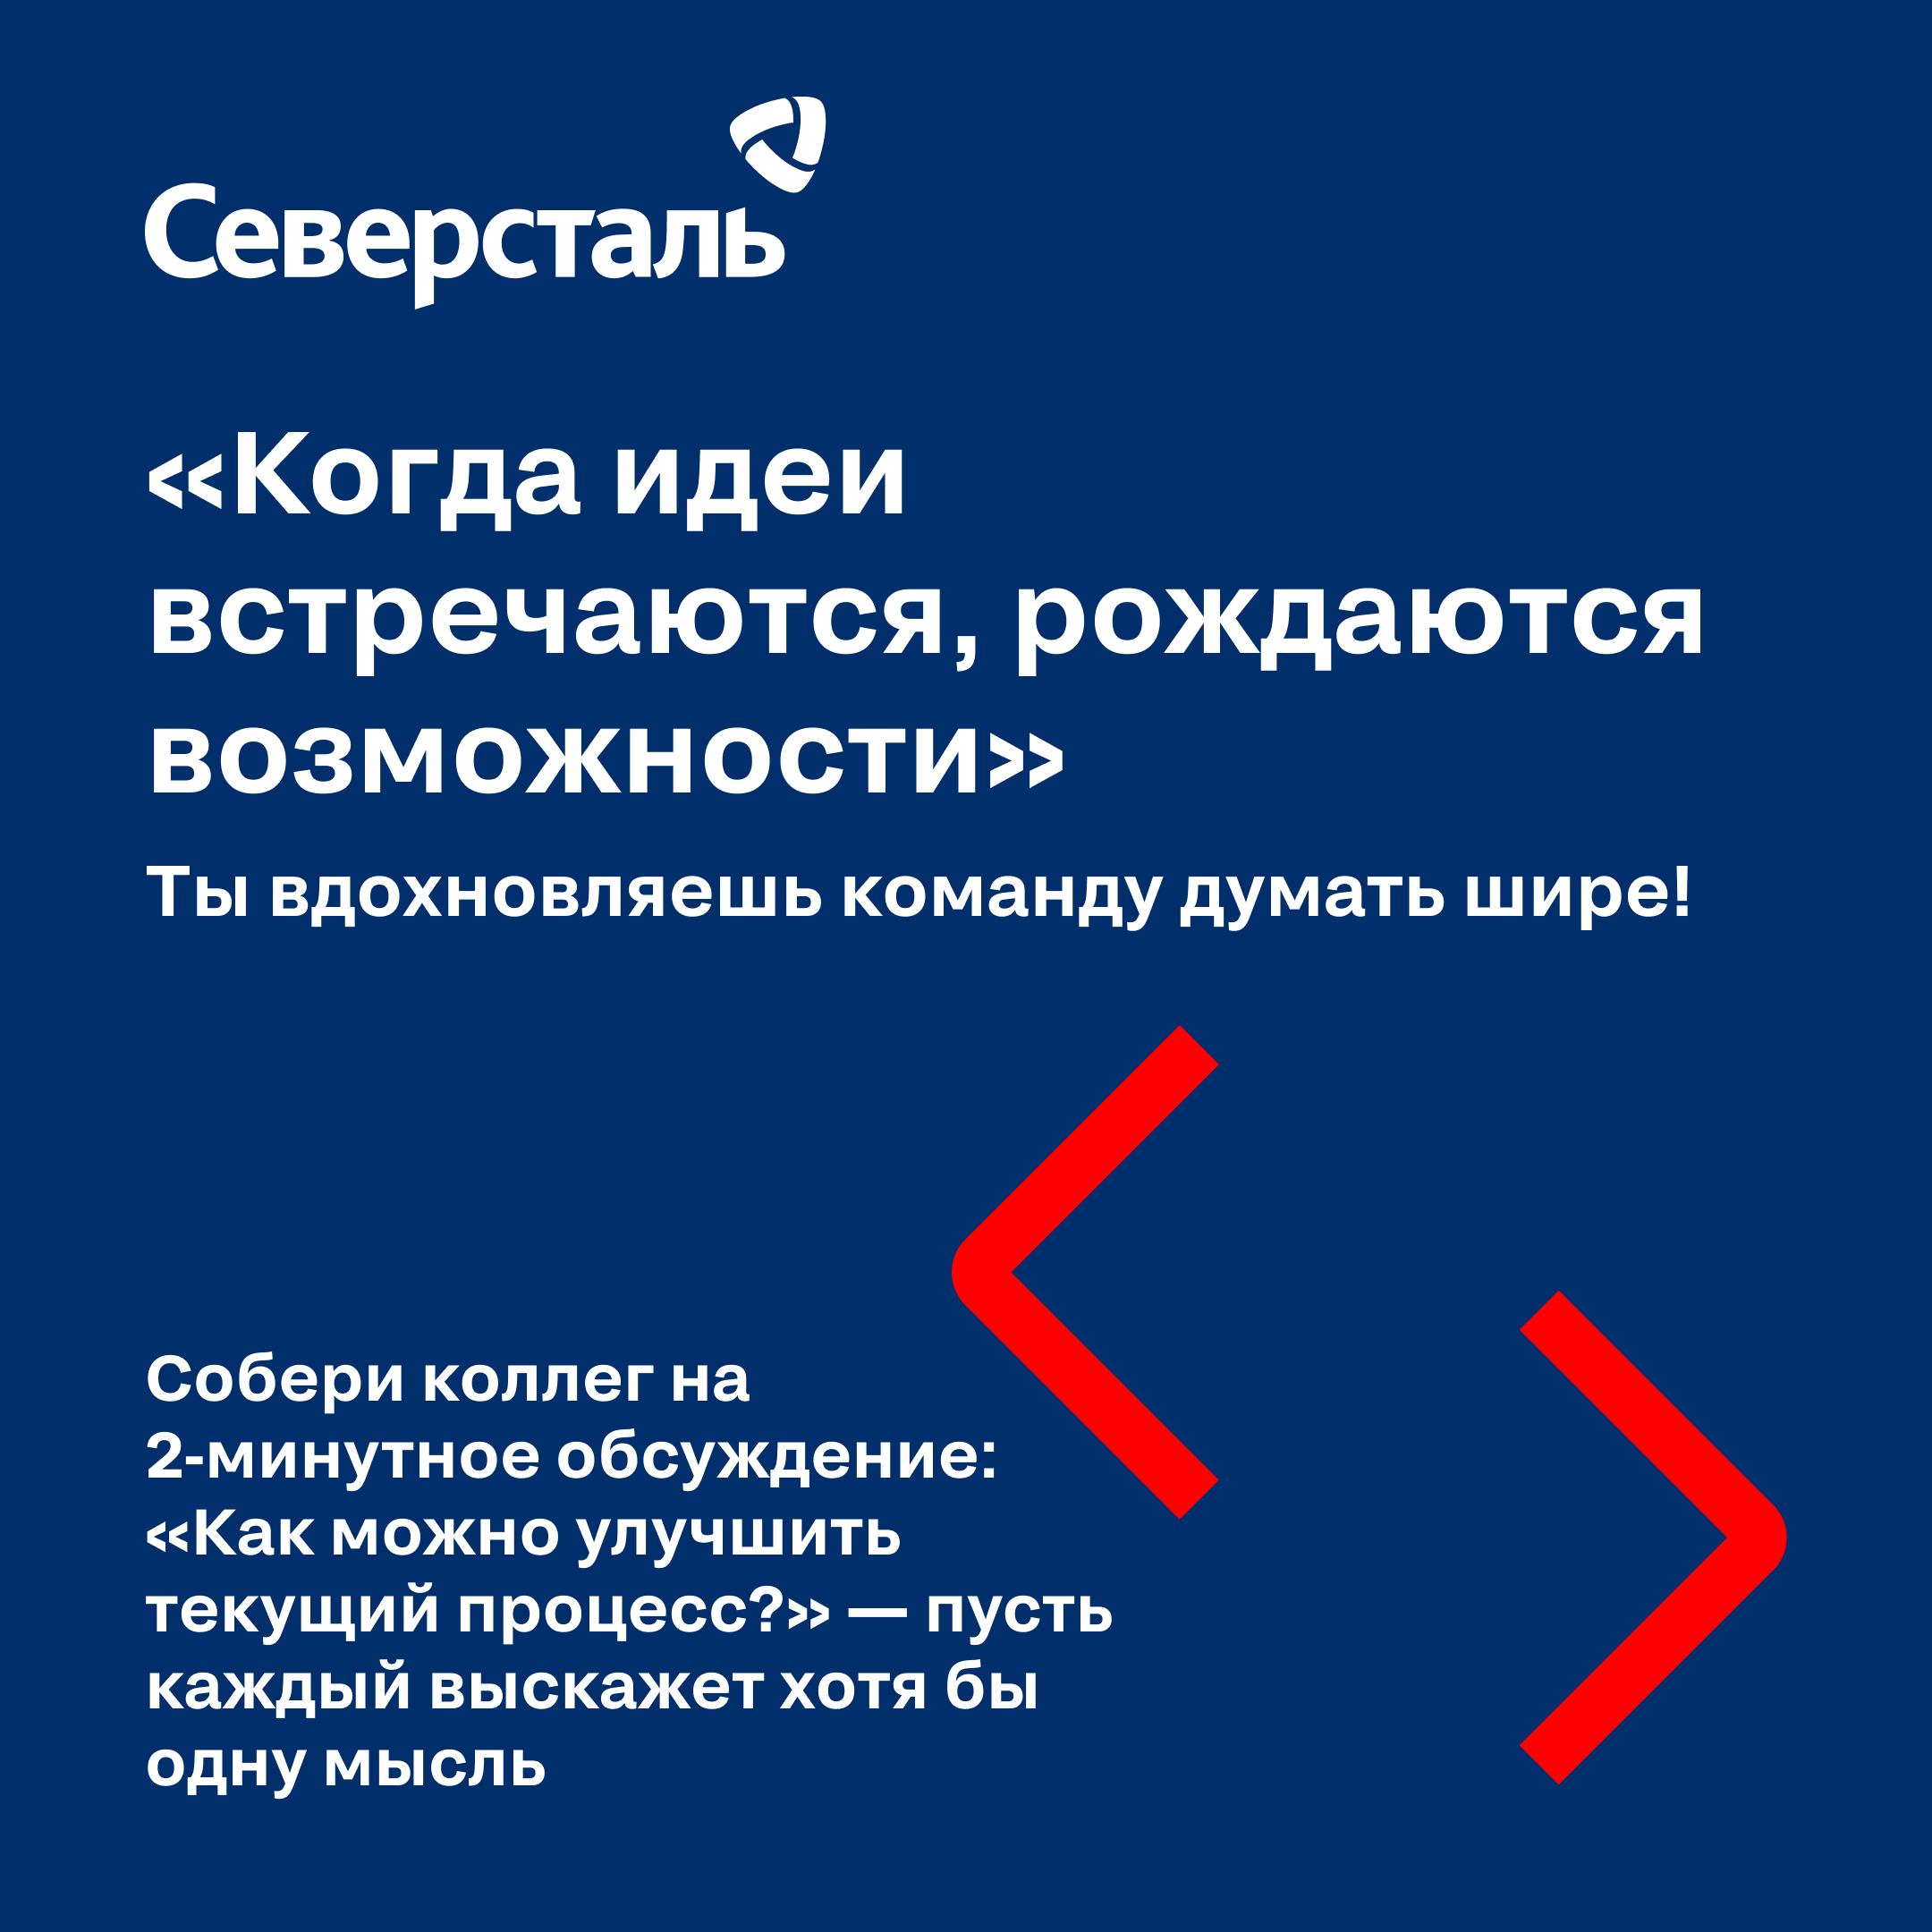 Северсталь
«Когда идеи
встречаются, рождаются
возможности»
Ты вдохновляешь команду думать шире!
Собери коллег на
2-минутное обсуждение:
«Как можно улучшить
текущий процесс?» — пусть
каждый выскажет хотя бы
одну мысль